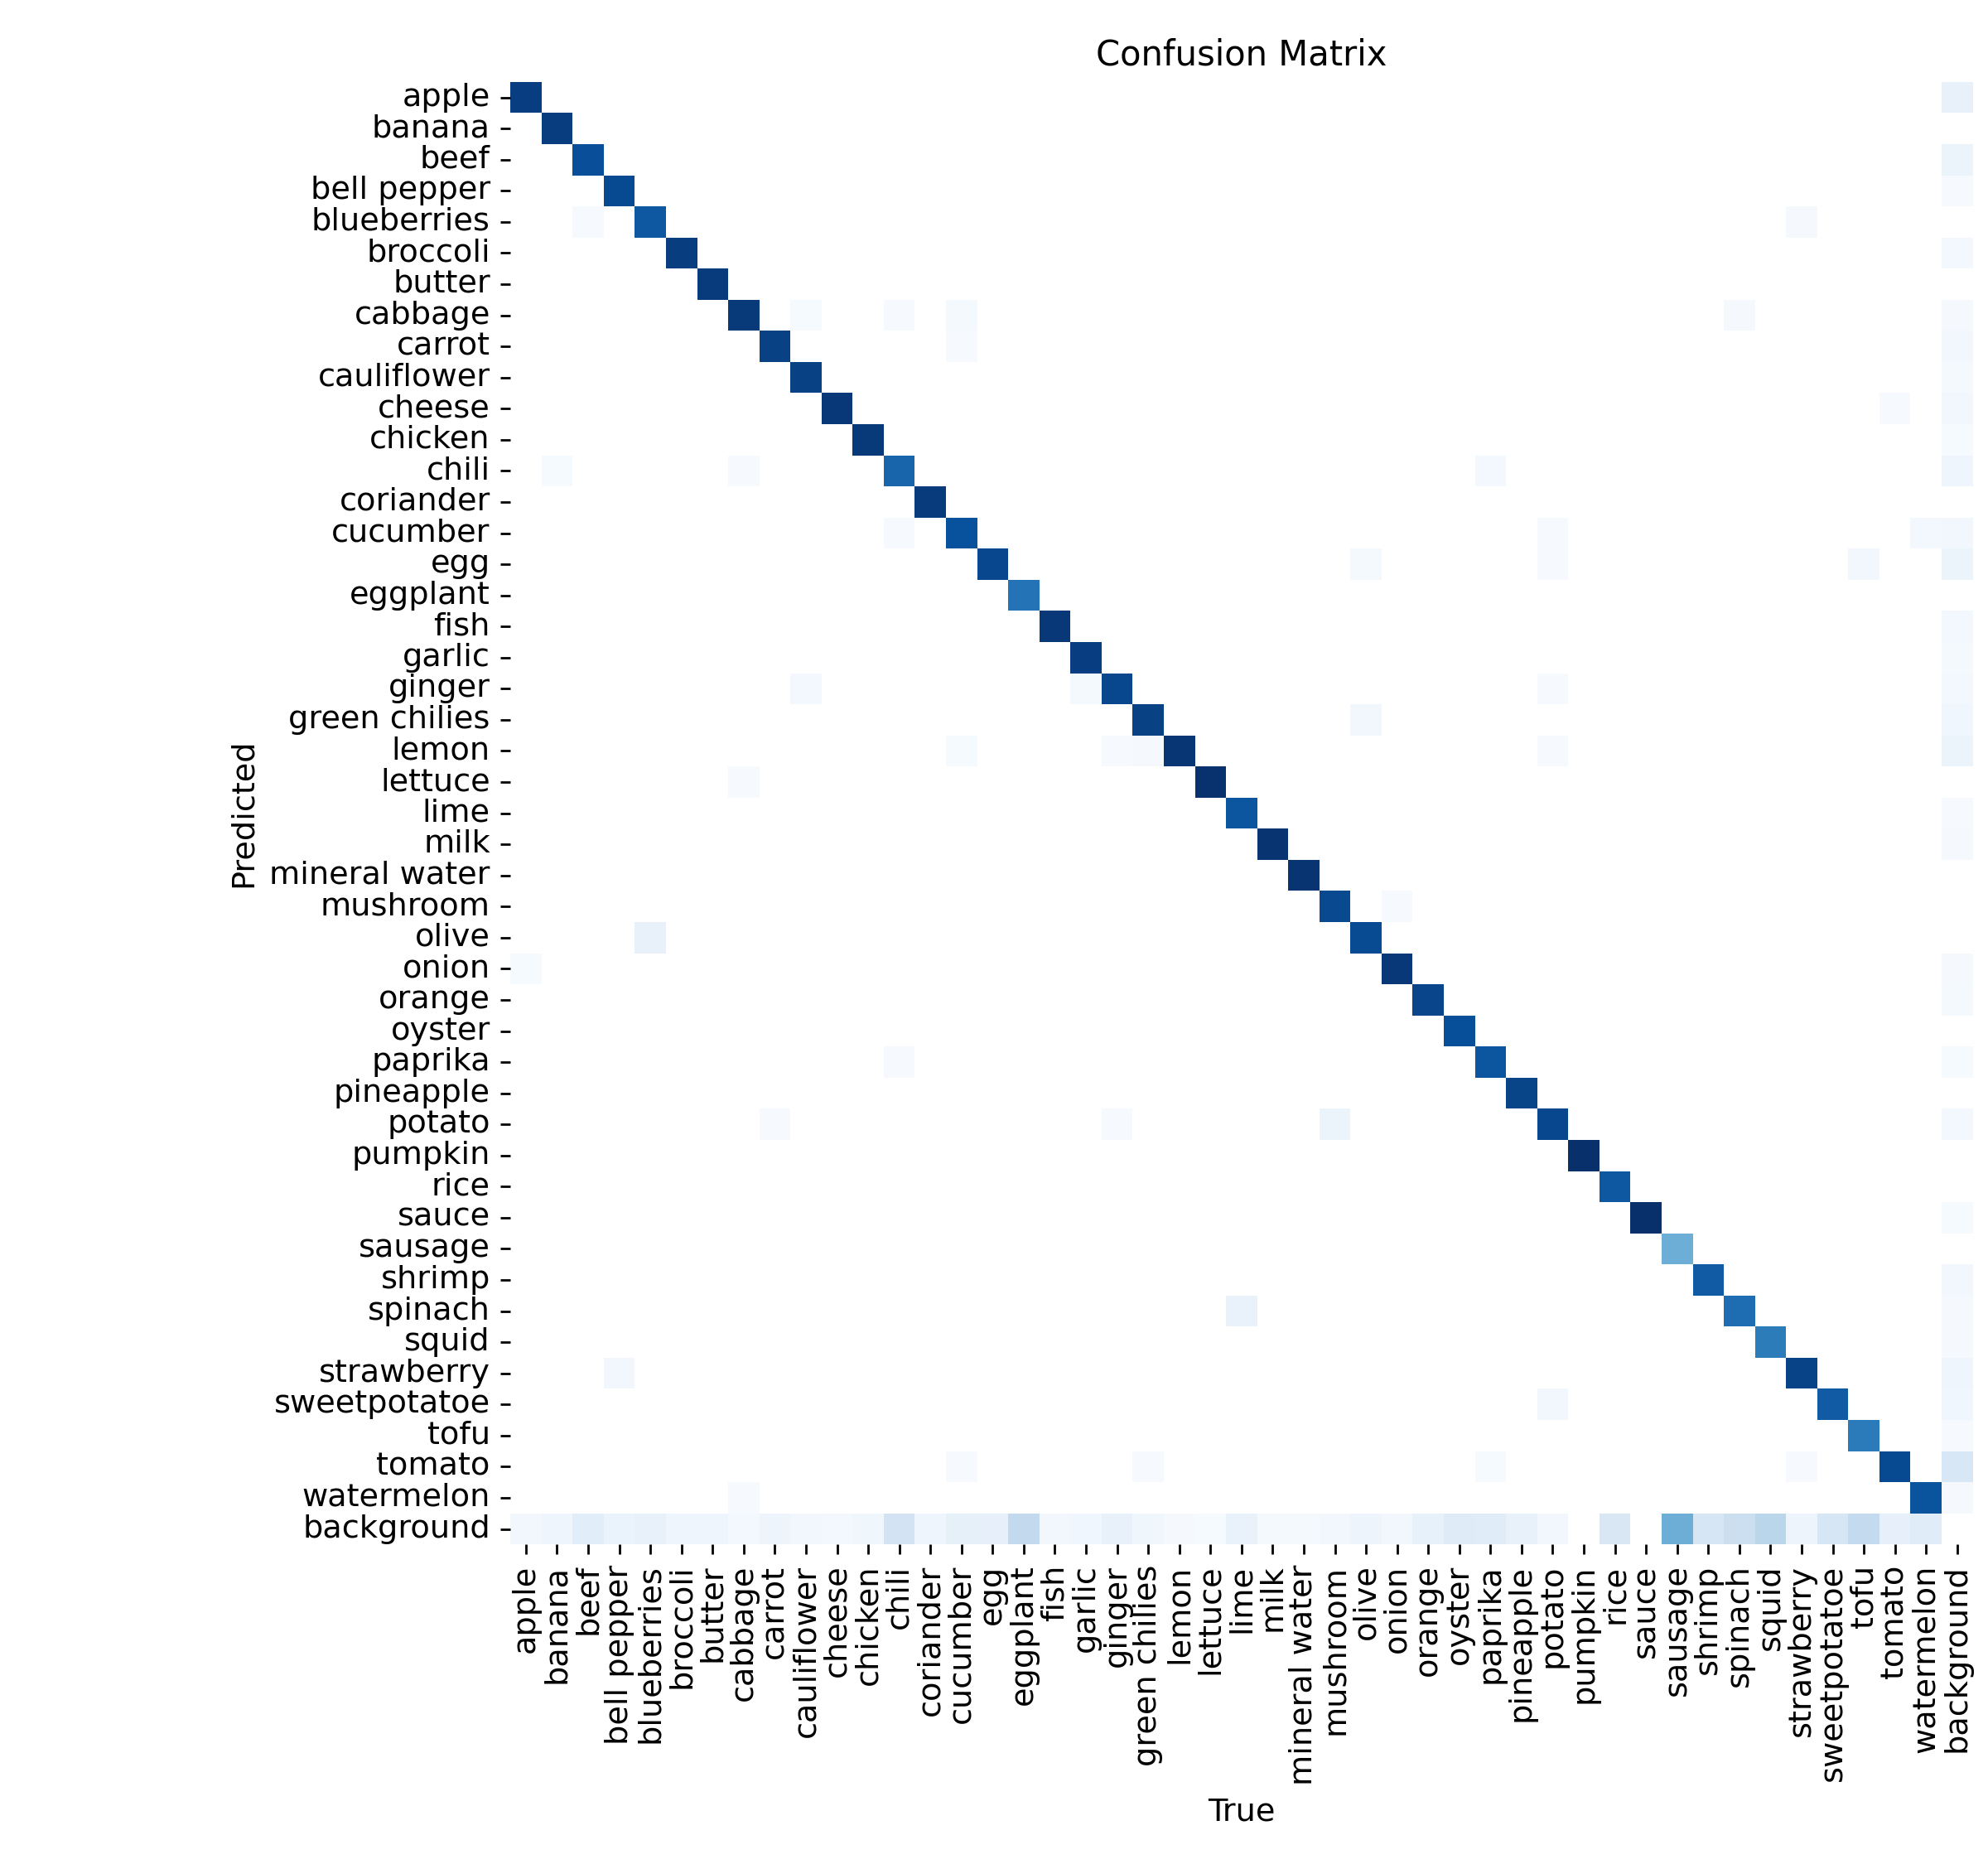 Confusion Matrix
apple
banana
beef
bell pepper
blueberries
broccoli
butter
cabbage
carrot
cauliflower
cheese
chicken
chili
coriander
cucumber
egg
eggplant
fish
garlic
ginger
green chilies
lemon
lettuce
lime
milk
mineral water
mushroom
olive
onion
orange
oyster
paprika
pineapple
potato
pumpkin
rice
sauce
sausage
shrimp
spinach
squid
strawberry
sweetpotatoe
tofu
tomato
watermelon
background
Predicted
apple
banana
beef
bell pepper
blueberries
broccoli
butter
cabbage
carrot
cauliflower
cheese
chicken
chili
coriander
cucumber
egg
eggplant
fish
garlic
ginger
green chilies
lemon
lettuce
lime
milk
mineral water
mushroom
olive
onion
orange
oyster
paprika
pineapple
potato
pumpkin
rice
sauce
sausage
shrimp
spinach
squid
strawberry
sweetpotatoe
tofu
tomato
watermelon
background
True